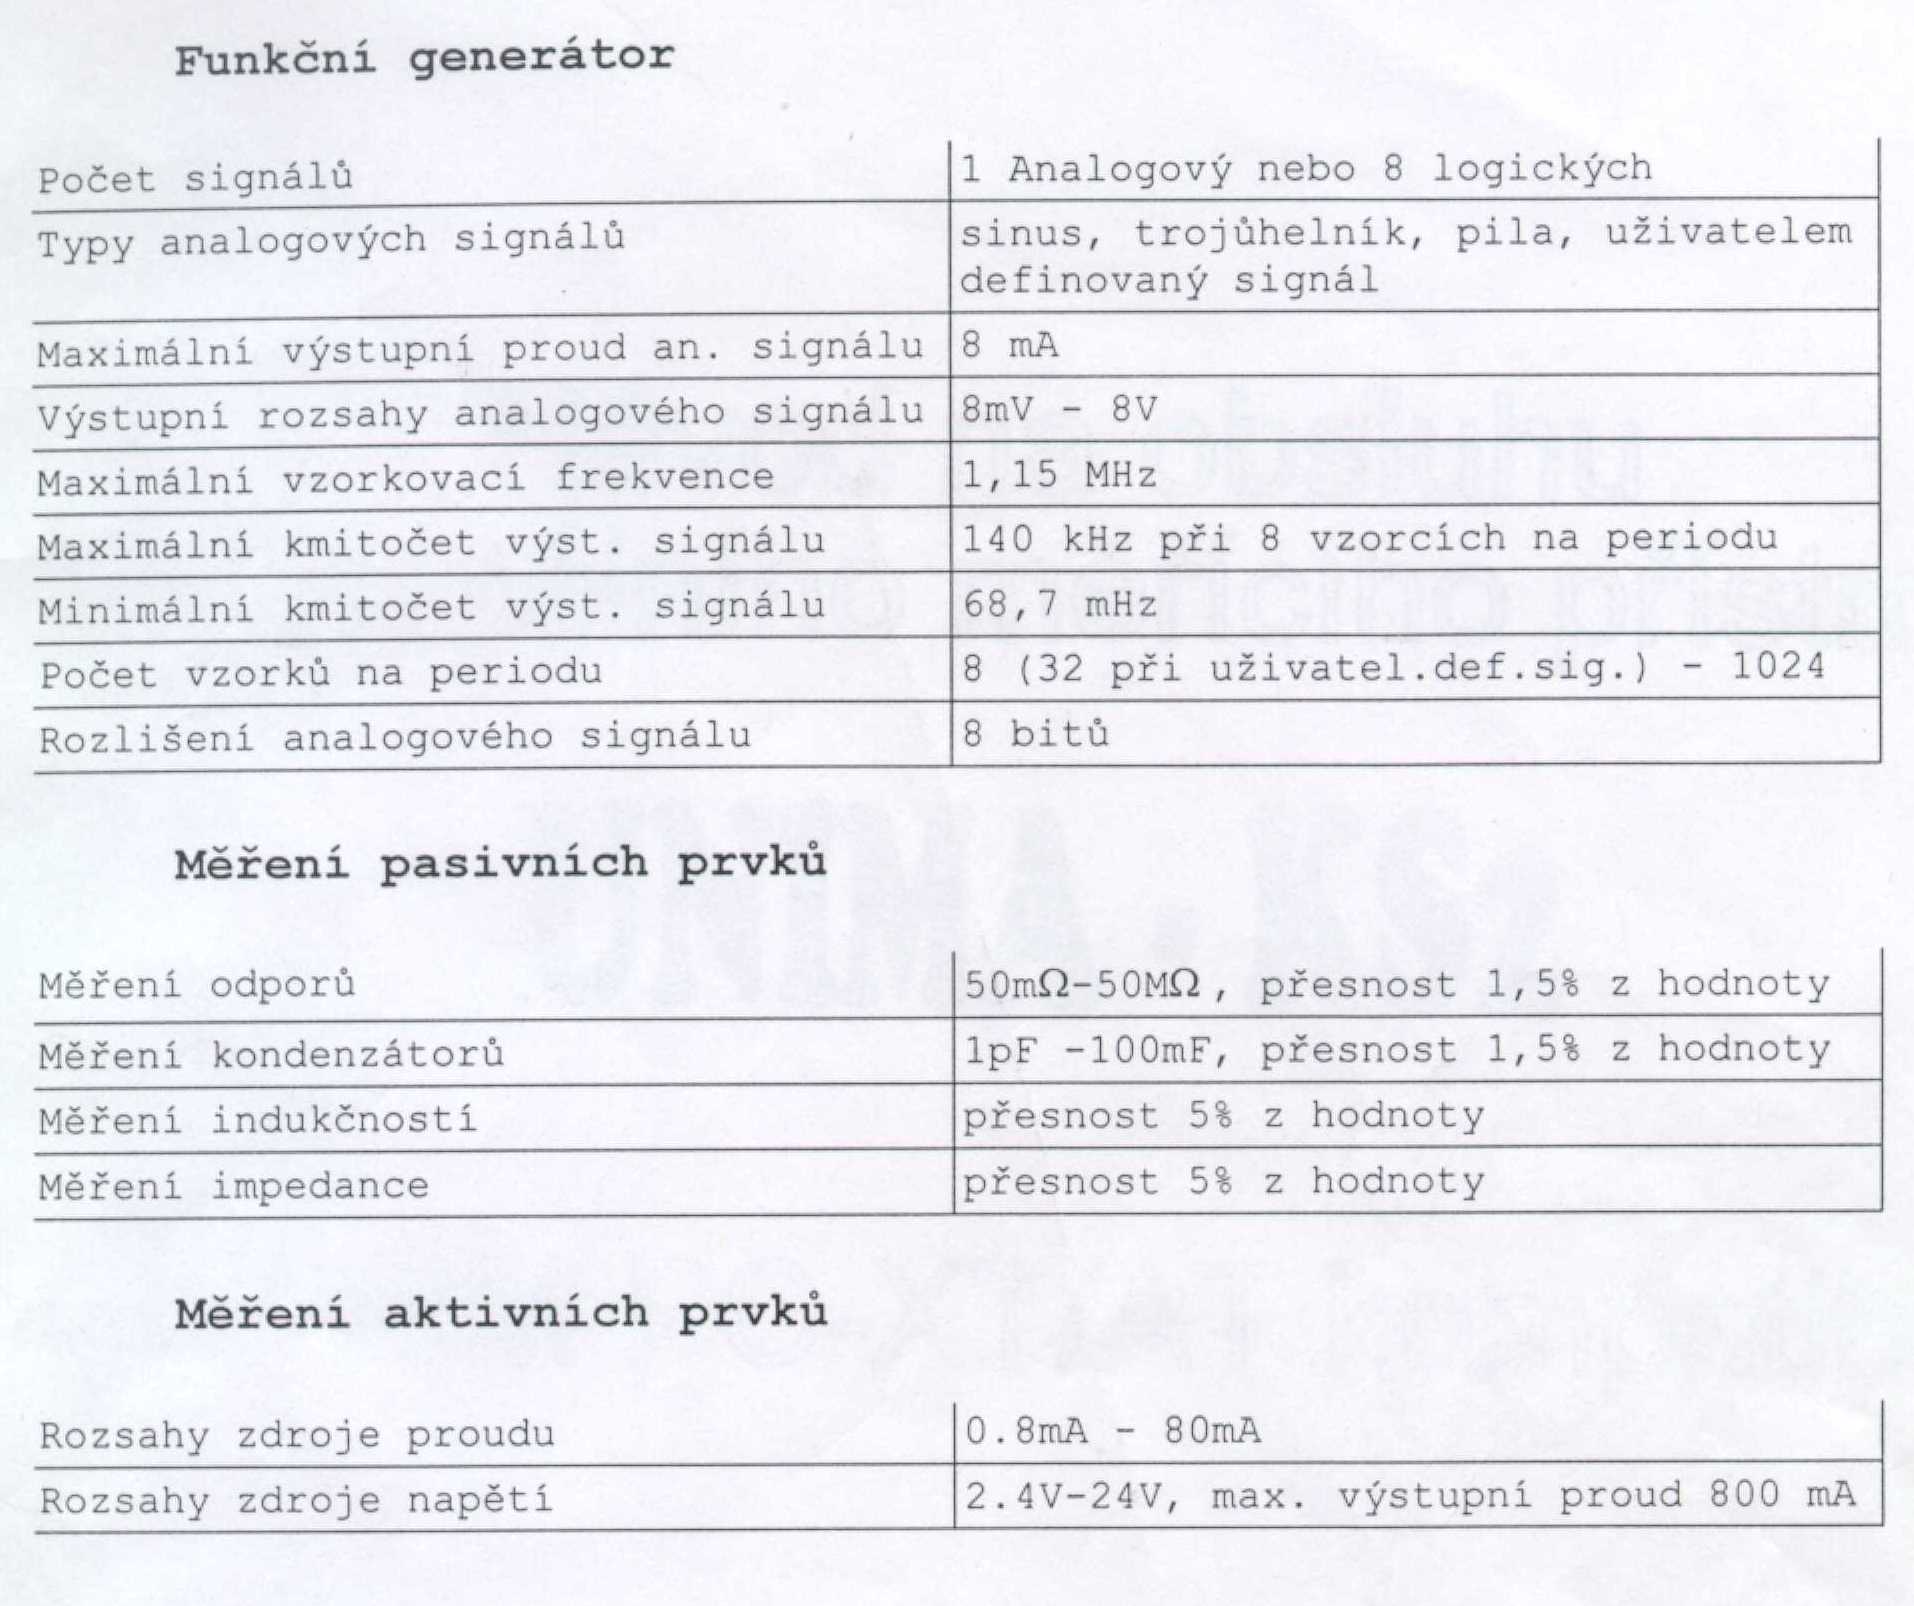 Funkční generátor
Počet signálů 1 Analogový nebo 8 logických
Typy analogových signálů sinus, trojůhelník, pila, uživatelem
definovaný signál
Maximální výstupní proud an. signálu 8 mA
Výstupní rozsahy analogového signálu 8mV - 8V
Maximální vzorkovací frekvence 1,15 MHz
Maximální kmitočet výst. signálu 140 kHz při 8 vzorcích na periodu
Minimální kmitočet výst. signálu 68,7 mHz
Počet vzorků na periodu 8 (32 při uživatel.def.sig.) - 1024
Rozlišení analogového signálu 8 bitů
Měření pasivních prvků
Měření odporů 50mΩ-50MΩ, přesnost 1,5% z hodnoty
Měření kondenzátorů 1pF -100mF, přesnost 1,5% z hodnoty
Měření indukčností přesnost 5% z hodnoty
Měření impedance přesnost 5% z hodnoty
Měření aktivních prvků
Rozsahy zdroje proudu 0.8mA - 80mA
Rozsahy zdroje napětí 2.4V-24V, max. výstupní proud 800 mA